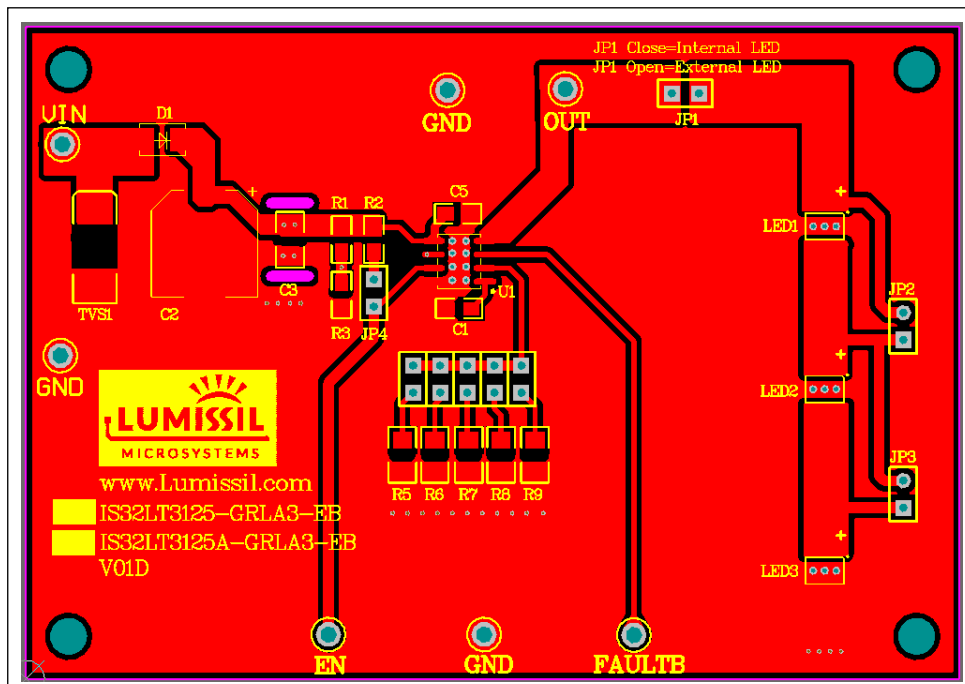 JP1 Close=Internal LED
JP1 Open=External LED
VIN
D1
GND
OUT
JP1
R1
R2
C5
LED1
TVS1
C2
C3
U1
JP2
R3
JP4
C1
GND
LED2
LUMISSIL
MICROSYSTEMS
www.Lumissil.com
JP3
R5
R6
R7
R8
R9
IS32LT3125-GRLA3-EB
IS32LT3125A-GRLA3-EB
V01D
LED3
EN
GND
FAULTB